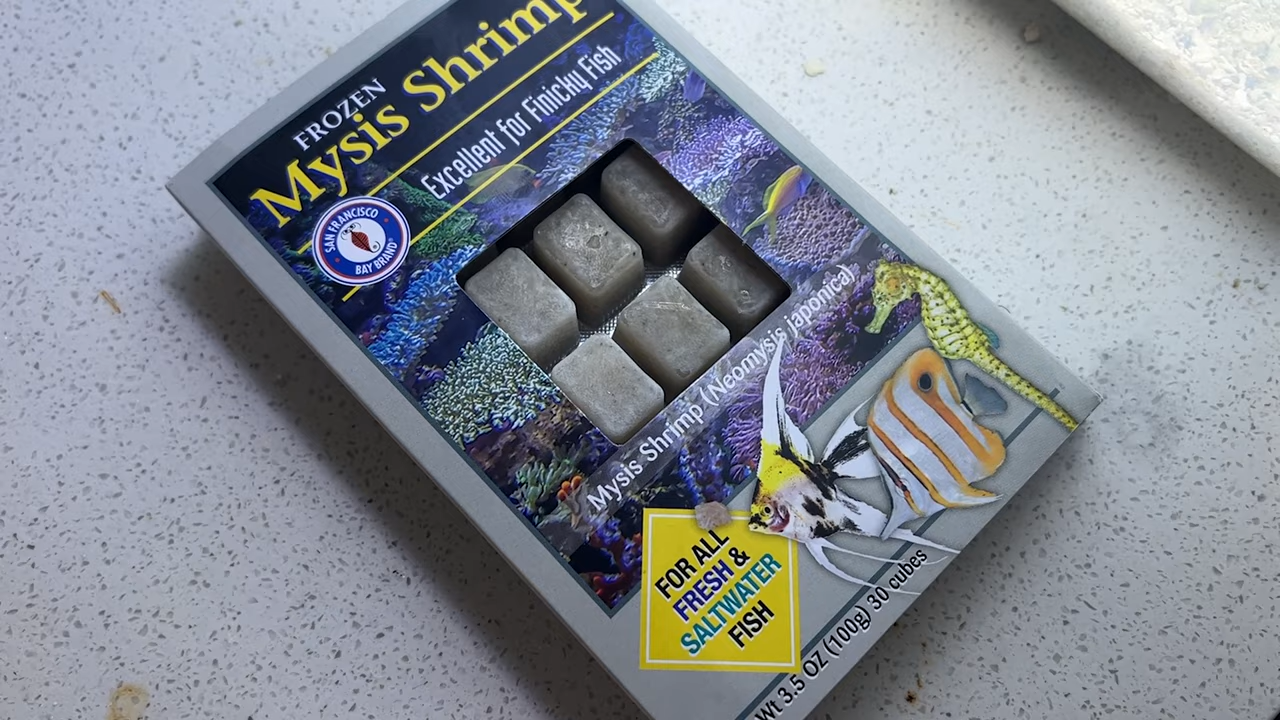 FROZEN
Mysis Shrimp
Excellent for Finicky Fish
SAN FRANCISCO
BAY BRAND®
Mysis Shrimp (Neomysis japonica)
FOR ALL
FRESH &
SALTWATER
FISH
Wt 3.5 OZ (100g) 30 cubes